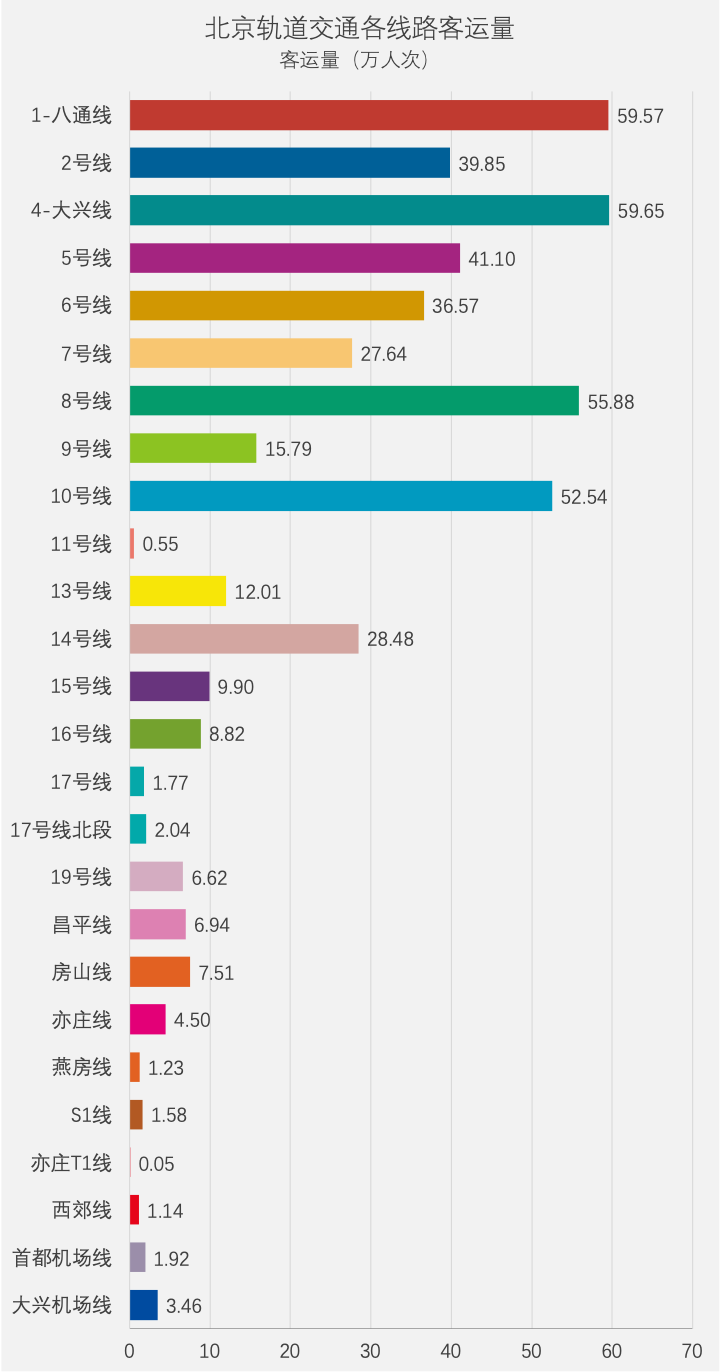 北京轨道交通各线路客运量
客运量（万人次）
1-八通线 59.57
2号线 39.85
4-大兴线 59.65
5号线 41.10
6号线 36.57
7号线 27.64
8号线 55.88
9号线 15.79
10号线 52.54
11号线 0.55
13号线 12.01
14号线 28.48
15号线 9.90
16号线 8.82
17号线 1.77
17号线北段 2.04
19号线 6.62
昌平线 6.94
房山线 7.51
亦庄线 4.50
燕房线 1.23
S1线 1.58
亦庄T1线 0.05
西郊线 1.14
首都机场线 1.92
大兴机场线 3.46
0 10 20 30 40 50 60 70